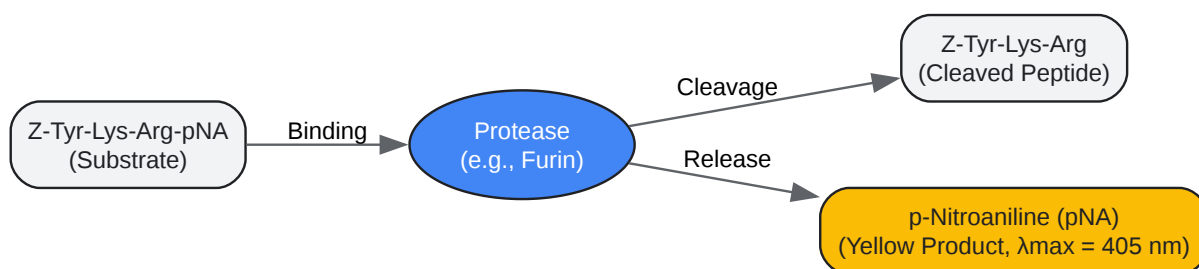 Z-Tyr-Lys-Arg-pNA
(Substrate)
Binding
Protease
(e.g., Furin)
Cleavage
Release
Z-Tyr-Lys-Arg
(Cleaved Peptide)
p-Nitroaniline (pNA)
(Yellow Product, λmax = 405 nm)